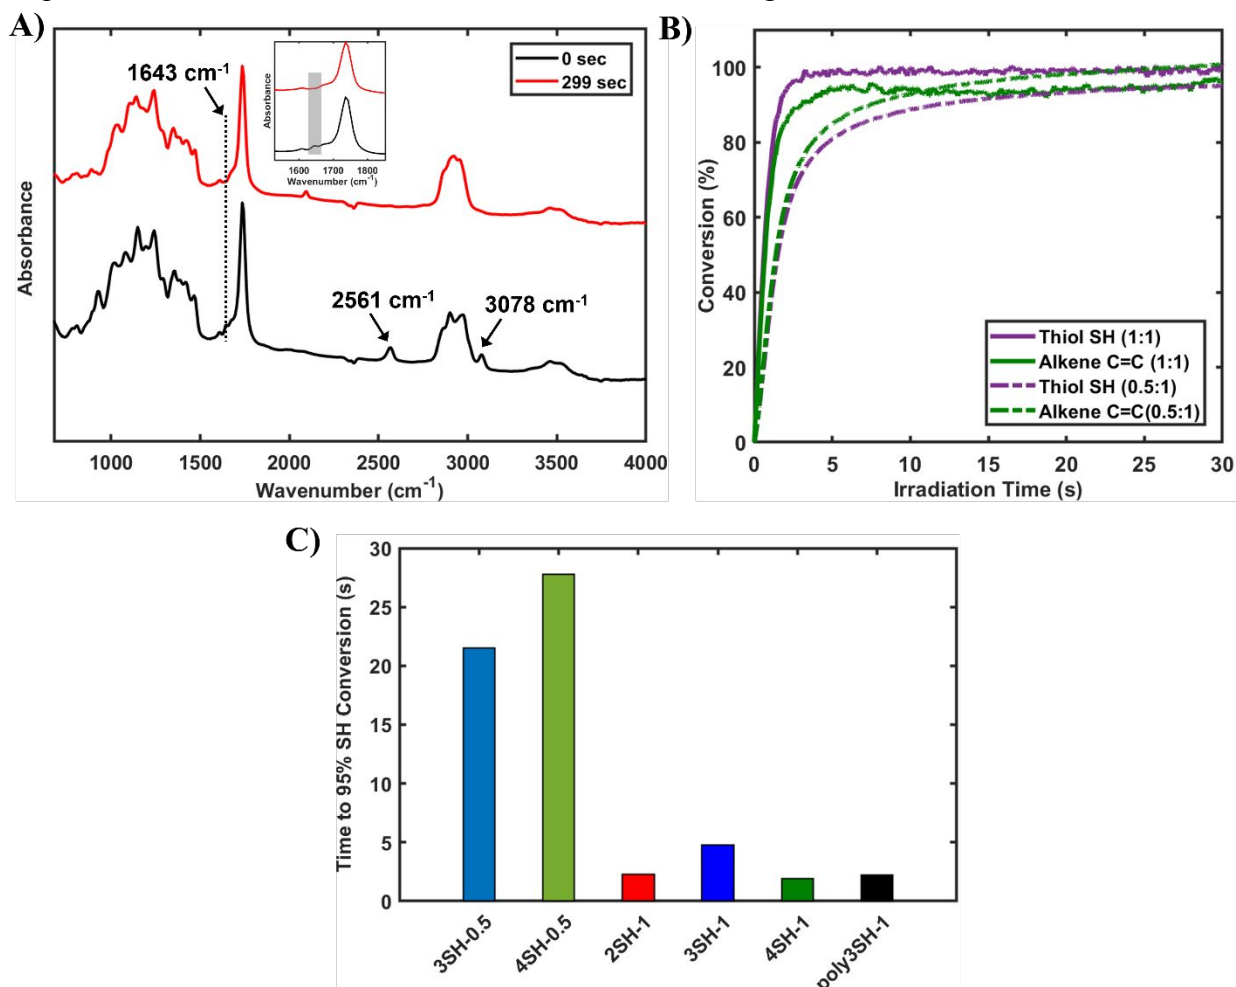 A)
1643 cm-1
0 sec
299 sec
Absorbance
1600 1700 1800
Wavenumber (cm-1)
2561 cm-1
3078 cm-1
Absorbance
1000 1500 2000 2500 3000 3500 4000
Wavenumber (cm-1)
B)
100
80
60
40
20
0
Conversion (%)
Thiol SH (1:1)
Alkene C=C (1:1)
Thiol SH (0.5:1)
Alkene C=C(0.5:1)
0 5 10 15 20 25 30
Irradiation Time (s)
C)
30
25
20
15
10
5
0
Time to 95% SH Conversion (s)
3SH-0.5
4SH-0.5
2SH-1
3SH-1
4SH-1
poly3SH-1